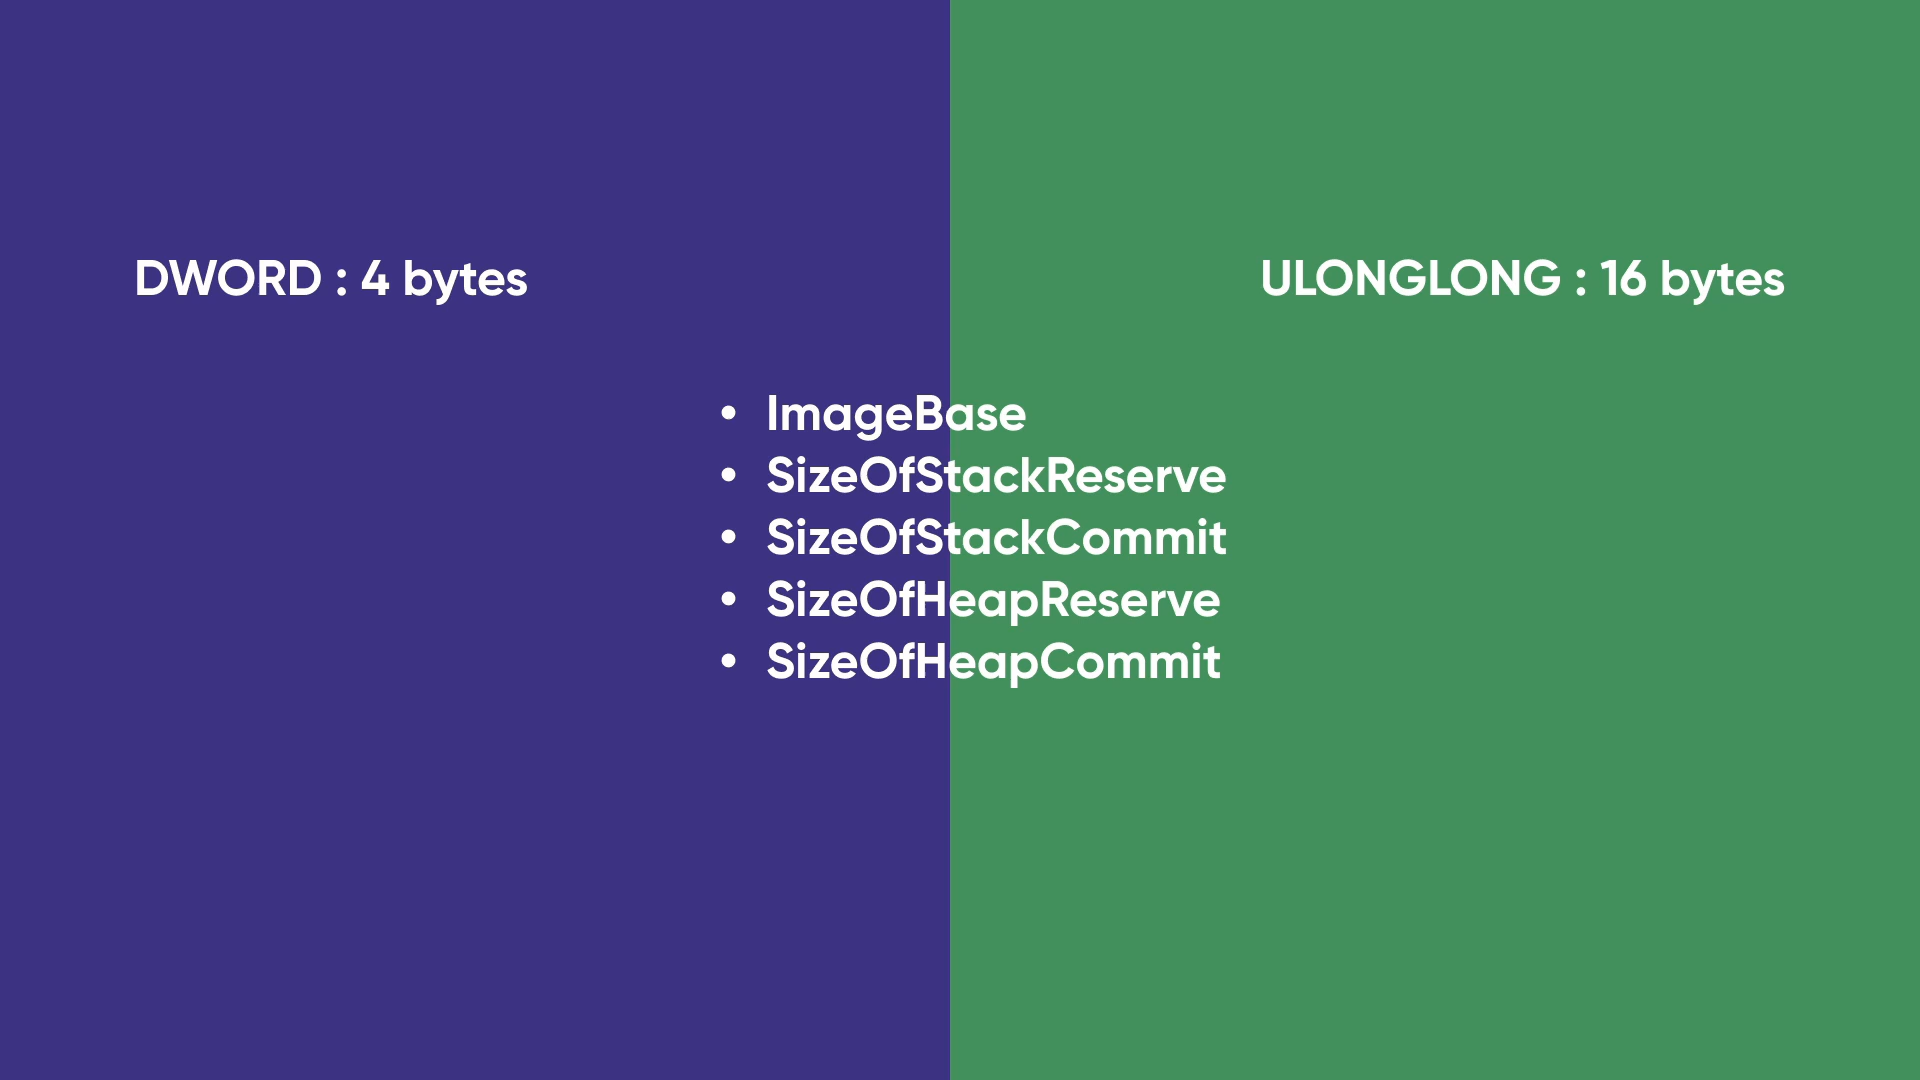 DWORD : 4 bytes
ULONGLONG : 16 bytes
• ImageBase
• SizeOfStackReserve
• SizeOfStackCommit
• SizeOfHeapReserve
• SizeOfHeapCommit